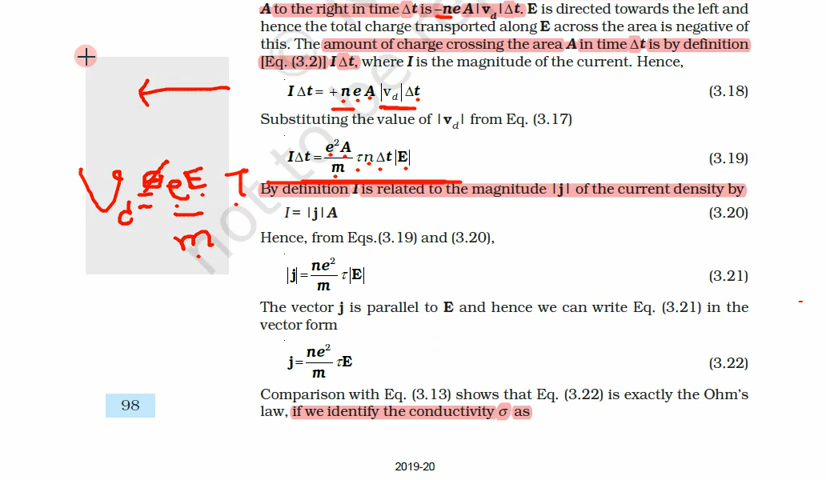 A to the right in time Δt is –ne A|v_d|Δt. E is directed towards the left and
hence the total charge transported along E across the area is negative of
this. The amount of charge crossing the area A in time Δt is by definition
[Eq. (3.2)] I Δt, where I is the magnitude of the current. Hence,
I Δt = + n e A |v_d| Δt (3.18)
Substituting the value of |v_d| from Eq. (3.17)
IΔt = e² A / m τ n Δt |E| (3.19)
By definition I is related to the magnitude |j| of the current density by
I = |j| A (3.20)
Hence, from Eqs.(3.19) and (3.20),
|j| = ne² / m τ |E| (3.21)
The vector j is parallel to E and hence we can write Eq. (3.21) in the
vector form
j = ne² / m τE (3.22)
Comparison with Eq. (3.13) shows that Eq. (3.22) is exactly the Ohm's
law, if we identify the conductivity σ as
98
2019-20
V_d = eE τ
m
not to be
©